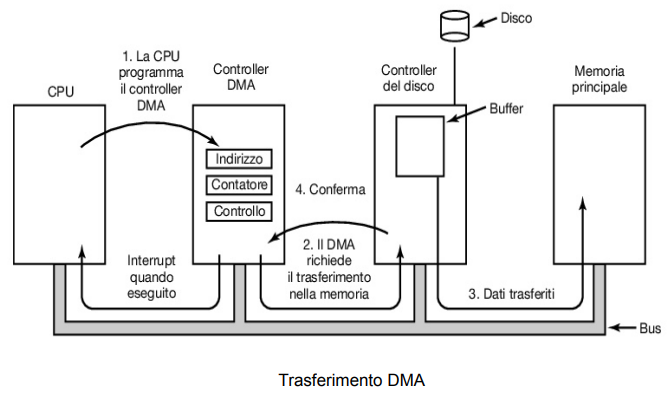 Disco
1. La CPU
programma
il controller
DMA
CPU
Controller
DMA
Controller
del disco
Memoria
principale
Buffer
Indirizzo
Contatore
Controllo
4. Conferma
Interrupt
quando
eseguito
2. Il DMA
richiede
il trasferimento
nella memoria
3. Dati trasferiti
Bus
Trasferimento DMA